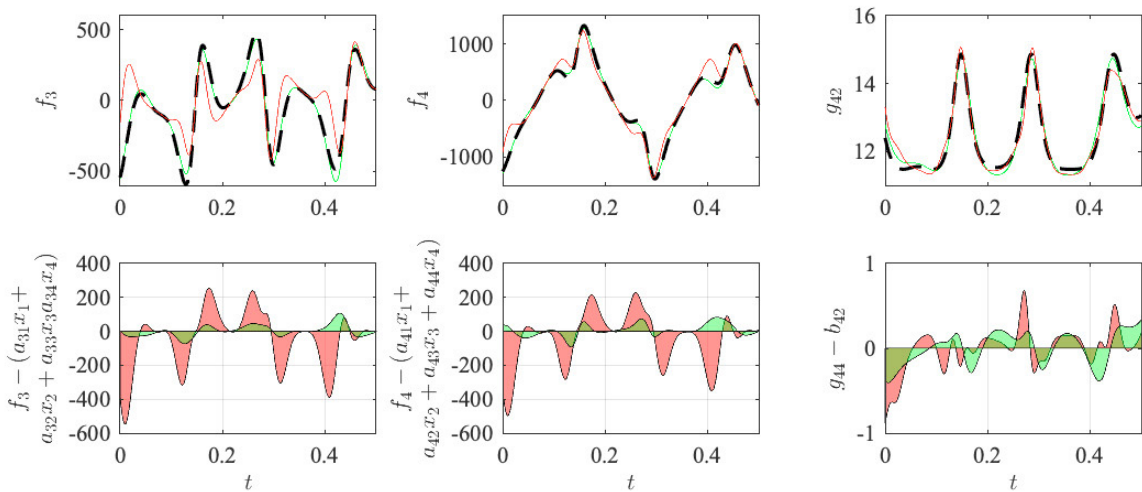 500
0
-500
f₃
0 0.2 0.4
1000
0
-1000
f₄
0 0.2 0.4
16
14
12
g₄₂
0 0.2 0.4
400
200
0
-200
-400
-600
f₃ − (a₃₁x₁+
a₃₂x₂ + a₃₃x₃a₃₄x₄)
0 0.2 0.4
t
400
200
0
-200
-400
-600
f₄ − (a₄₁x₁+
a₄₂x₂ + a₄₃x₃ + a₄₄x₄)
0 0.2 0.4
t
1
0
-1
g₄₄ − b₄₂
0 0.2 0.4
t